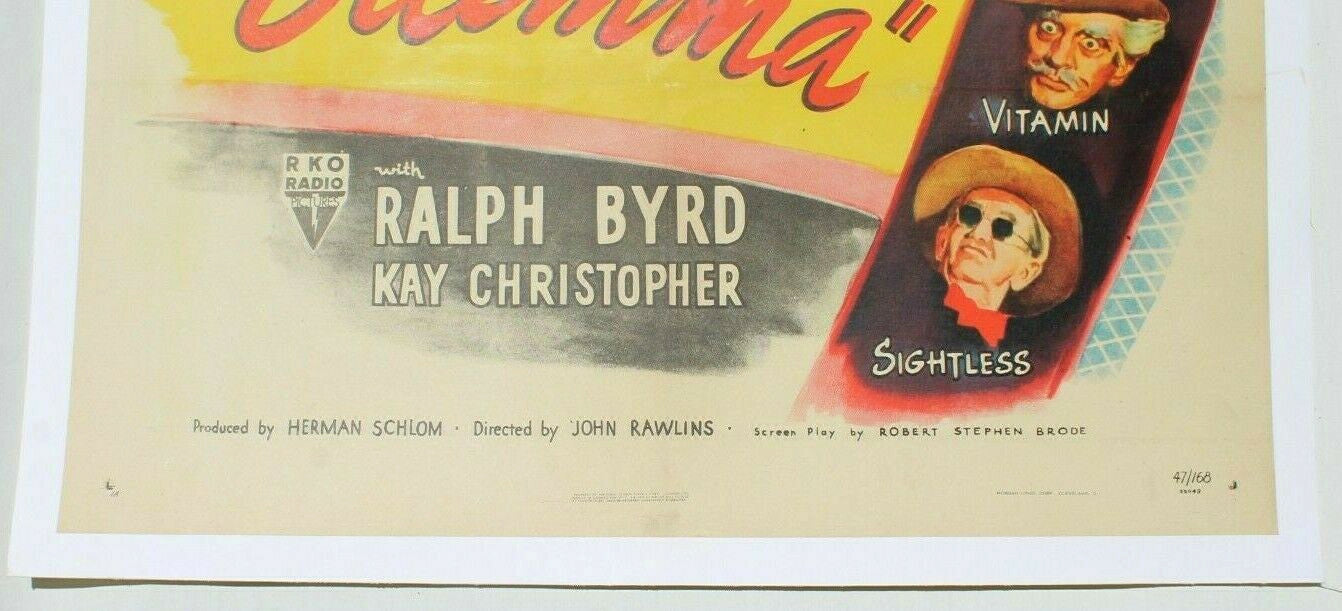 Dilemma"
VITAMIN
RKO
RADIO
PICTURES
with
RALPH BYRD
KAY CHRISTOPHER
SIGHTLESS
Produced by HERMAN SCHLOM · Directed by JOHN RAWLINS · Screen Play by ROBERT STEPHEN BRODE
47/168